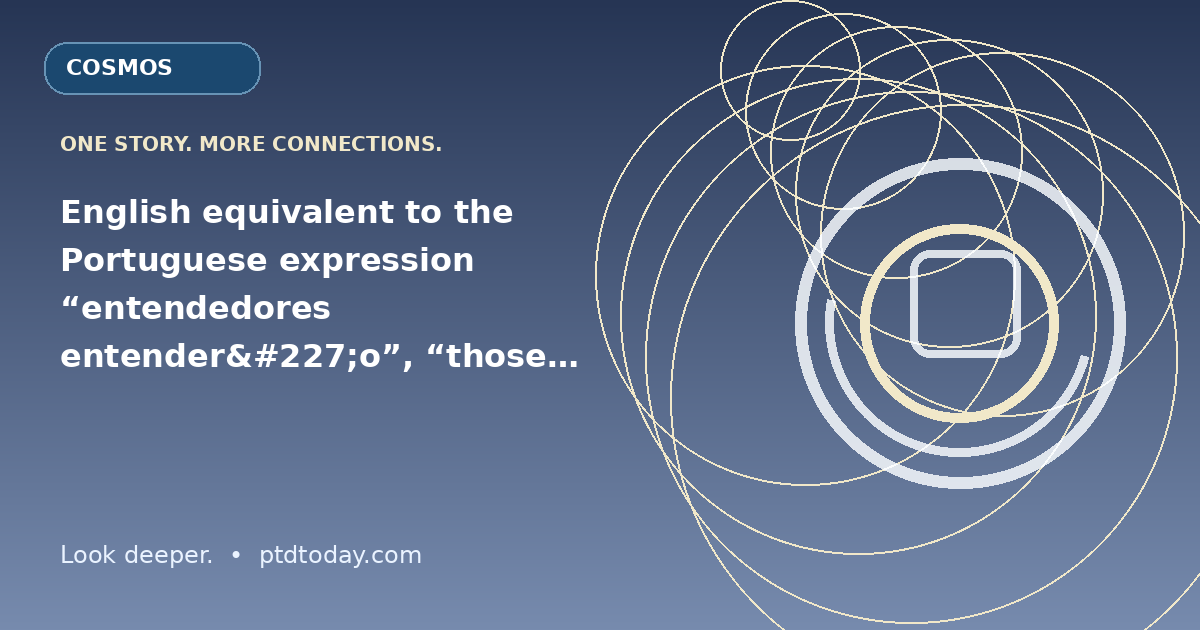 COSMOS
ONE STORY. MORE CONNECTIONS.
English equivalent to the
Portuguese expression
“entendedores
entender&#227;o”, “those...
Look deeper. • ptdtoday.com